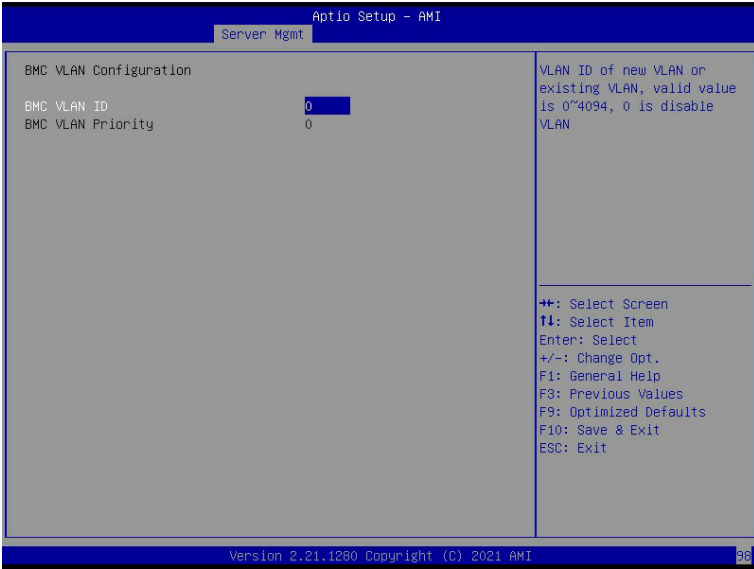 Aptio Setup – AMI
Server Mgmt
BMC VLAN Configuration
BMC VLAN ID 0
BMC VLAN Priority 0
VLAN ID of new VLAN or
existing VLAN, valid value
is 0~4094, 0 is disable
VLAN
→←: Select Screen
↑↓: Select Item
Enter: Select
+/-: Change Opt.
F1: General Help
F3: Previous Values
F9: Optimized Defaults
F10: Save & Exit
ESC: Exit
Version 2.21.1280 Copyright (C) 2021 AMI
98